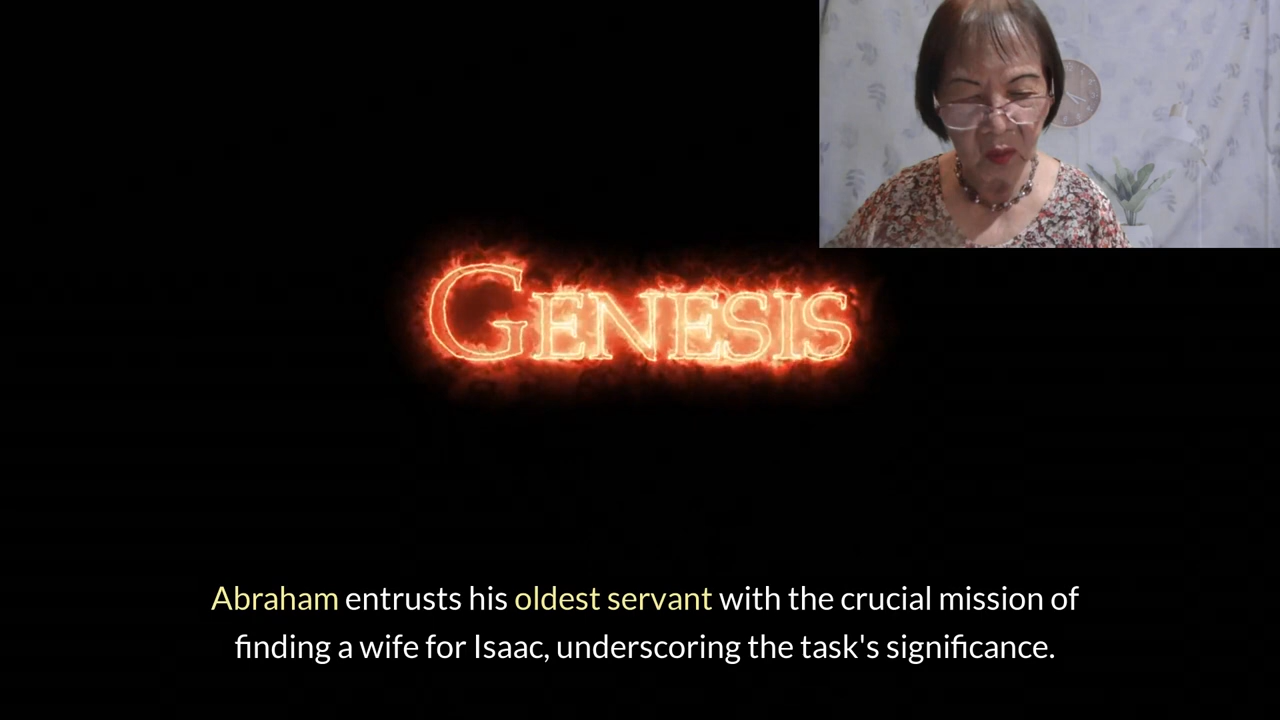 GENESIS
Abraham entrusts his oldest servant with the crucial mission of
finding a wife for Isaac, underscoring the task's significance.